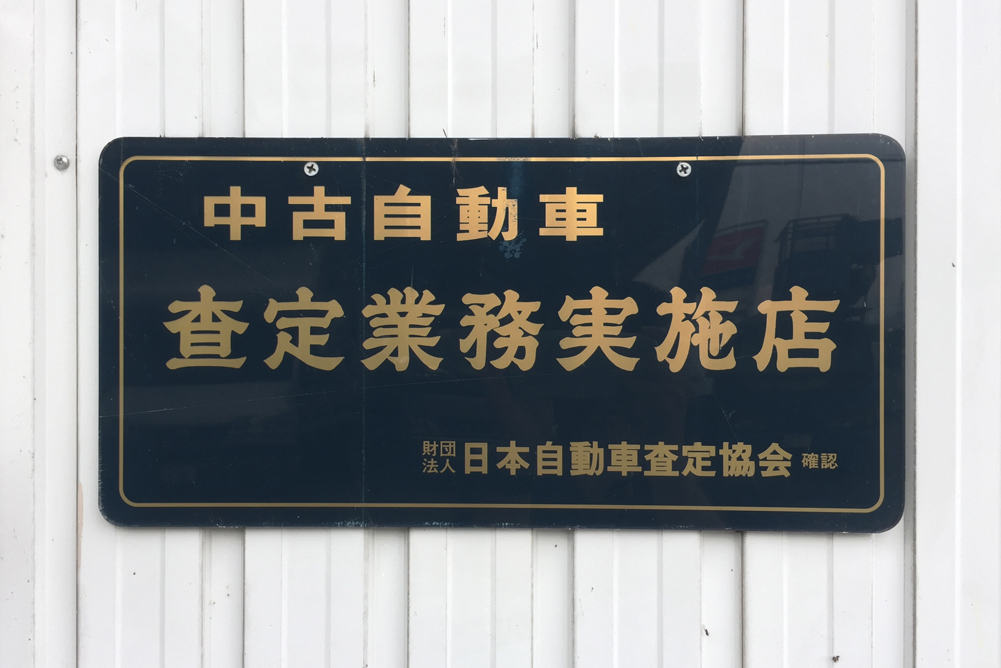 中古自動車
査定業務実施店
財団法人 日本自動車査定協会 確認